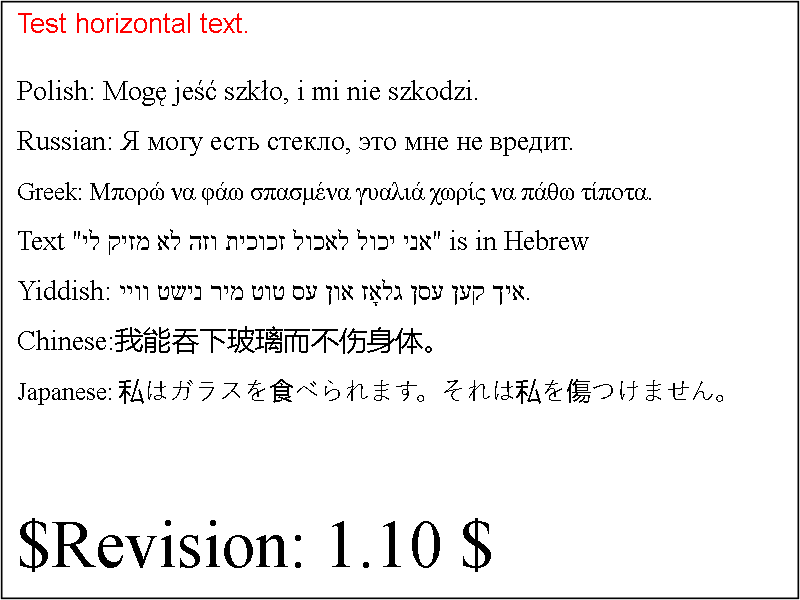 Test horizontal text.
Polish: Mogę jeść szkło, i mi nie szkodzi.
Russian: Я могу есть стекло, это мне не вредит.
Greek: Μπορώ να φάω σπασμένα γυαλιά χωρίς να πάθω τίποτα.
Text "אני יכול לאכול זכוכית וזה לא מזיק לי" is in Hebrew
Yiddish: איך קען עסן גלאָז און עס טוט מיר נישט וויי.
Chinese:我能吞下玻璃而不伤身体。
Japanese: 私はガラスを食べられます。それは私を傷つけません。
$Revision: 1.10 $